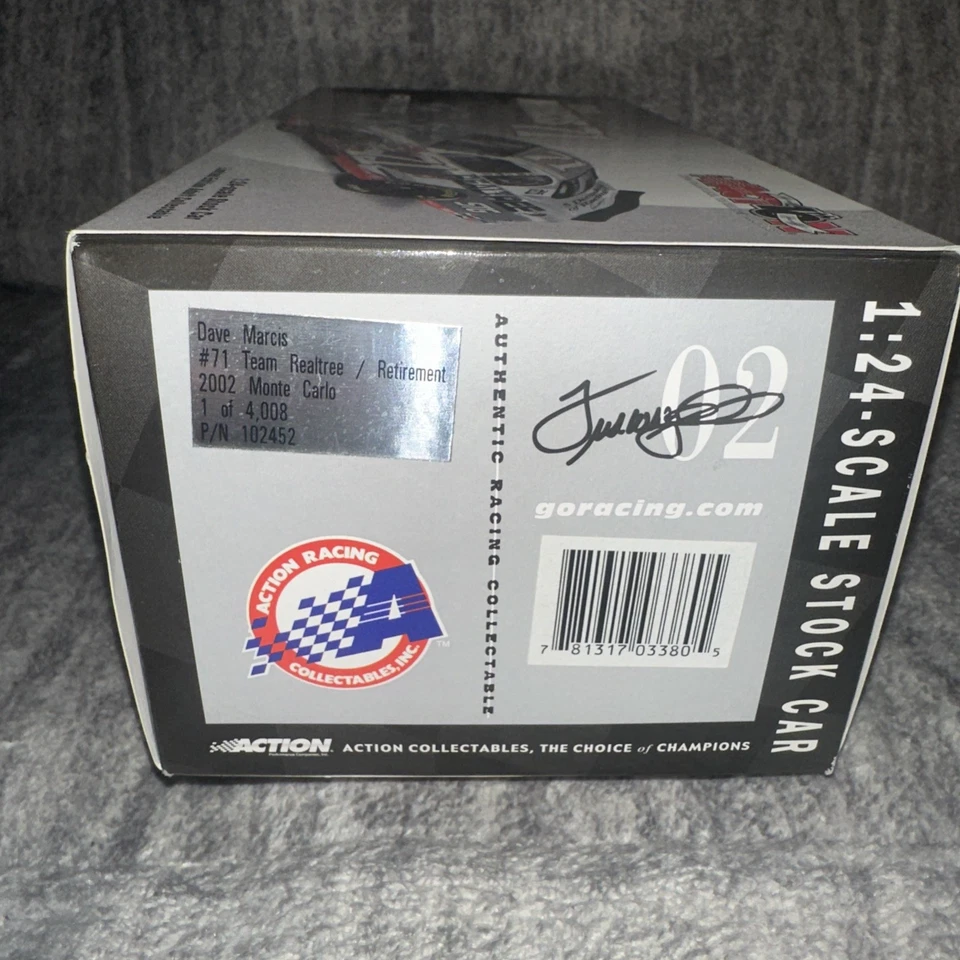 Dave Marcis
#71 Team Realtree / Retirement
2002 Monte Carlo
1 of 4,008
P/N 102452
AUTHENTIC RACING COLLECTABLE
02
goracing.com
7 81317 03380 5
ACTION RACING
COLLECTABLES, INC.
A
TM
1:24-SCALE STOCK CAR
ACTION
ACTION COLLECTABLES, THE CHOICE of CHAMPIONS